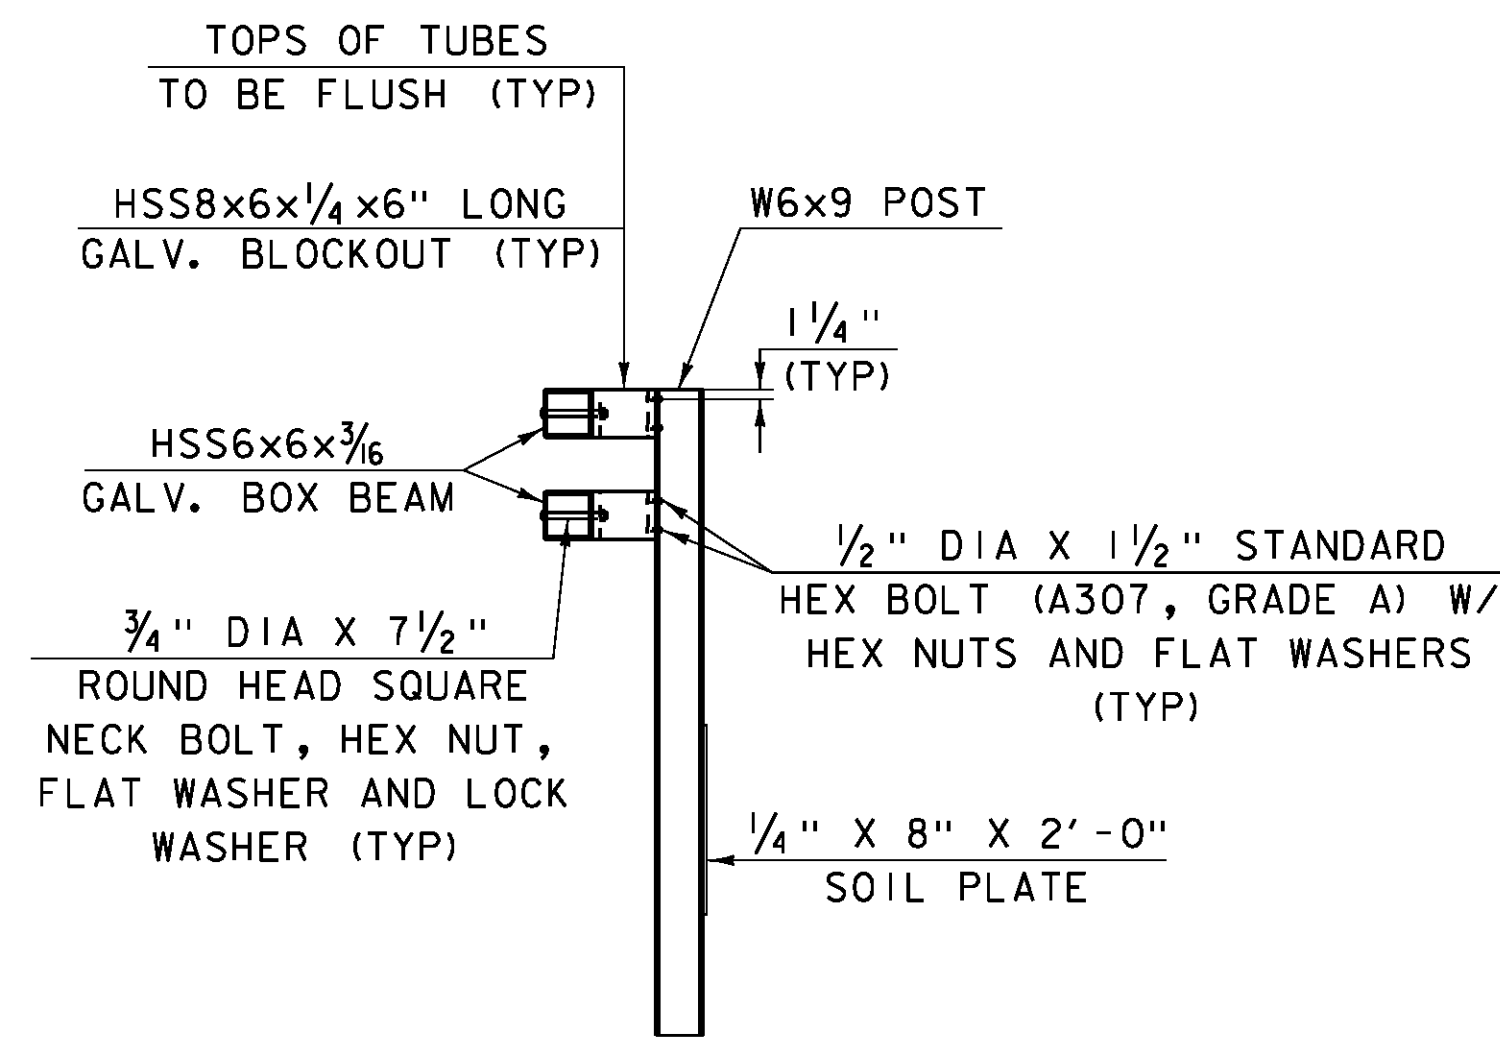 TOPS OF TUBES
TO BE FLUSH (TYP)
HSS8x6x1/4x6" LONG
GALV. BLOCKOUT (TYP)
W6x9 POST
1 1/4"
(TYP)
HSS6x6x3/16
GALV. BOX BEAM
1/2" DIA X 1 1/2" STANDARD
HEX BOLT (A307, GRADE A) W/
HEX NUTS AND FLAT WASHERS
(TYP)
3/4" DIA X 7 1/2"
ROUND HEAD SQUARE
NECK BOLT, HEX NUT,
FLAT WASHER AND LOCK
WASHER (TYP)
1/4" X 8" X 2'-0"
SOIL PLATE